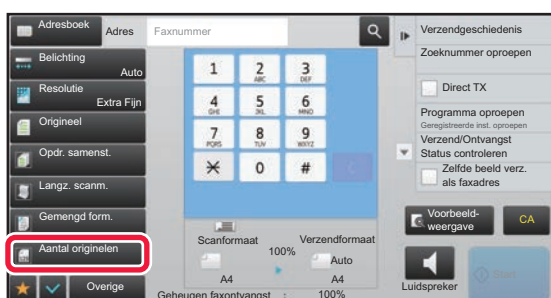 Adresboek
Adres
Faxnummer
Verzendgeschiedenis
Belichting
Auto
Zoeknummer oproepen
Resolutie
Extra Fijn
Direct TX
Origineel
Programma oproepen
Geregistreerde inst. oproepen
Opdr. samenst.
Verzend/Ontvangst
Status controleren
Langz. scanm.
Zelfde beeld verz.
als faxadres
Gemengd form.
Aantal originelen
Overige
1
2
ABC
3
DEF
4
GHI
5
JKL
6
MNO
7
PQRS
8
TUV
9
WXYZ
0
#
C
Scanformaat
100%
Verzendformaat
Auto
A4
A4
Geheugen faxontvangst : 100%
Voorbeeld-
weergave
CA
Luidspreker
Start